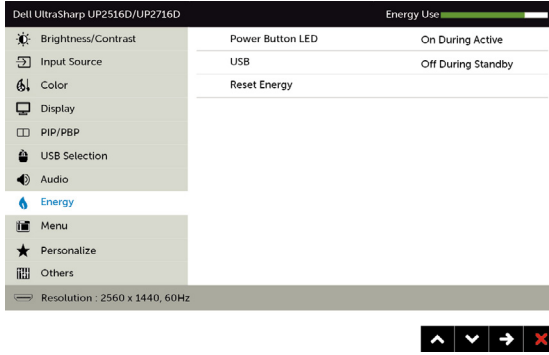 Dell UltraSharp UP2516D/UP2716D
Energy Use
Brightness/Contrast
Power Button LED
On During Active
Input Source
USB
Off During Standby
Color
Reset Energy
Display
PIP/PBP
USB Selection
Audio
Energy
Menu
Personalize
Others
Resolution : 2560 x 1440, 60Hz